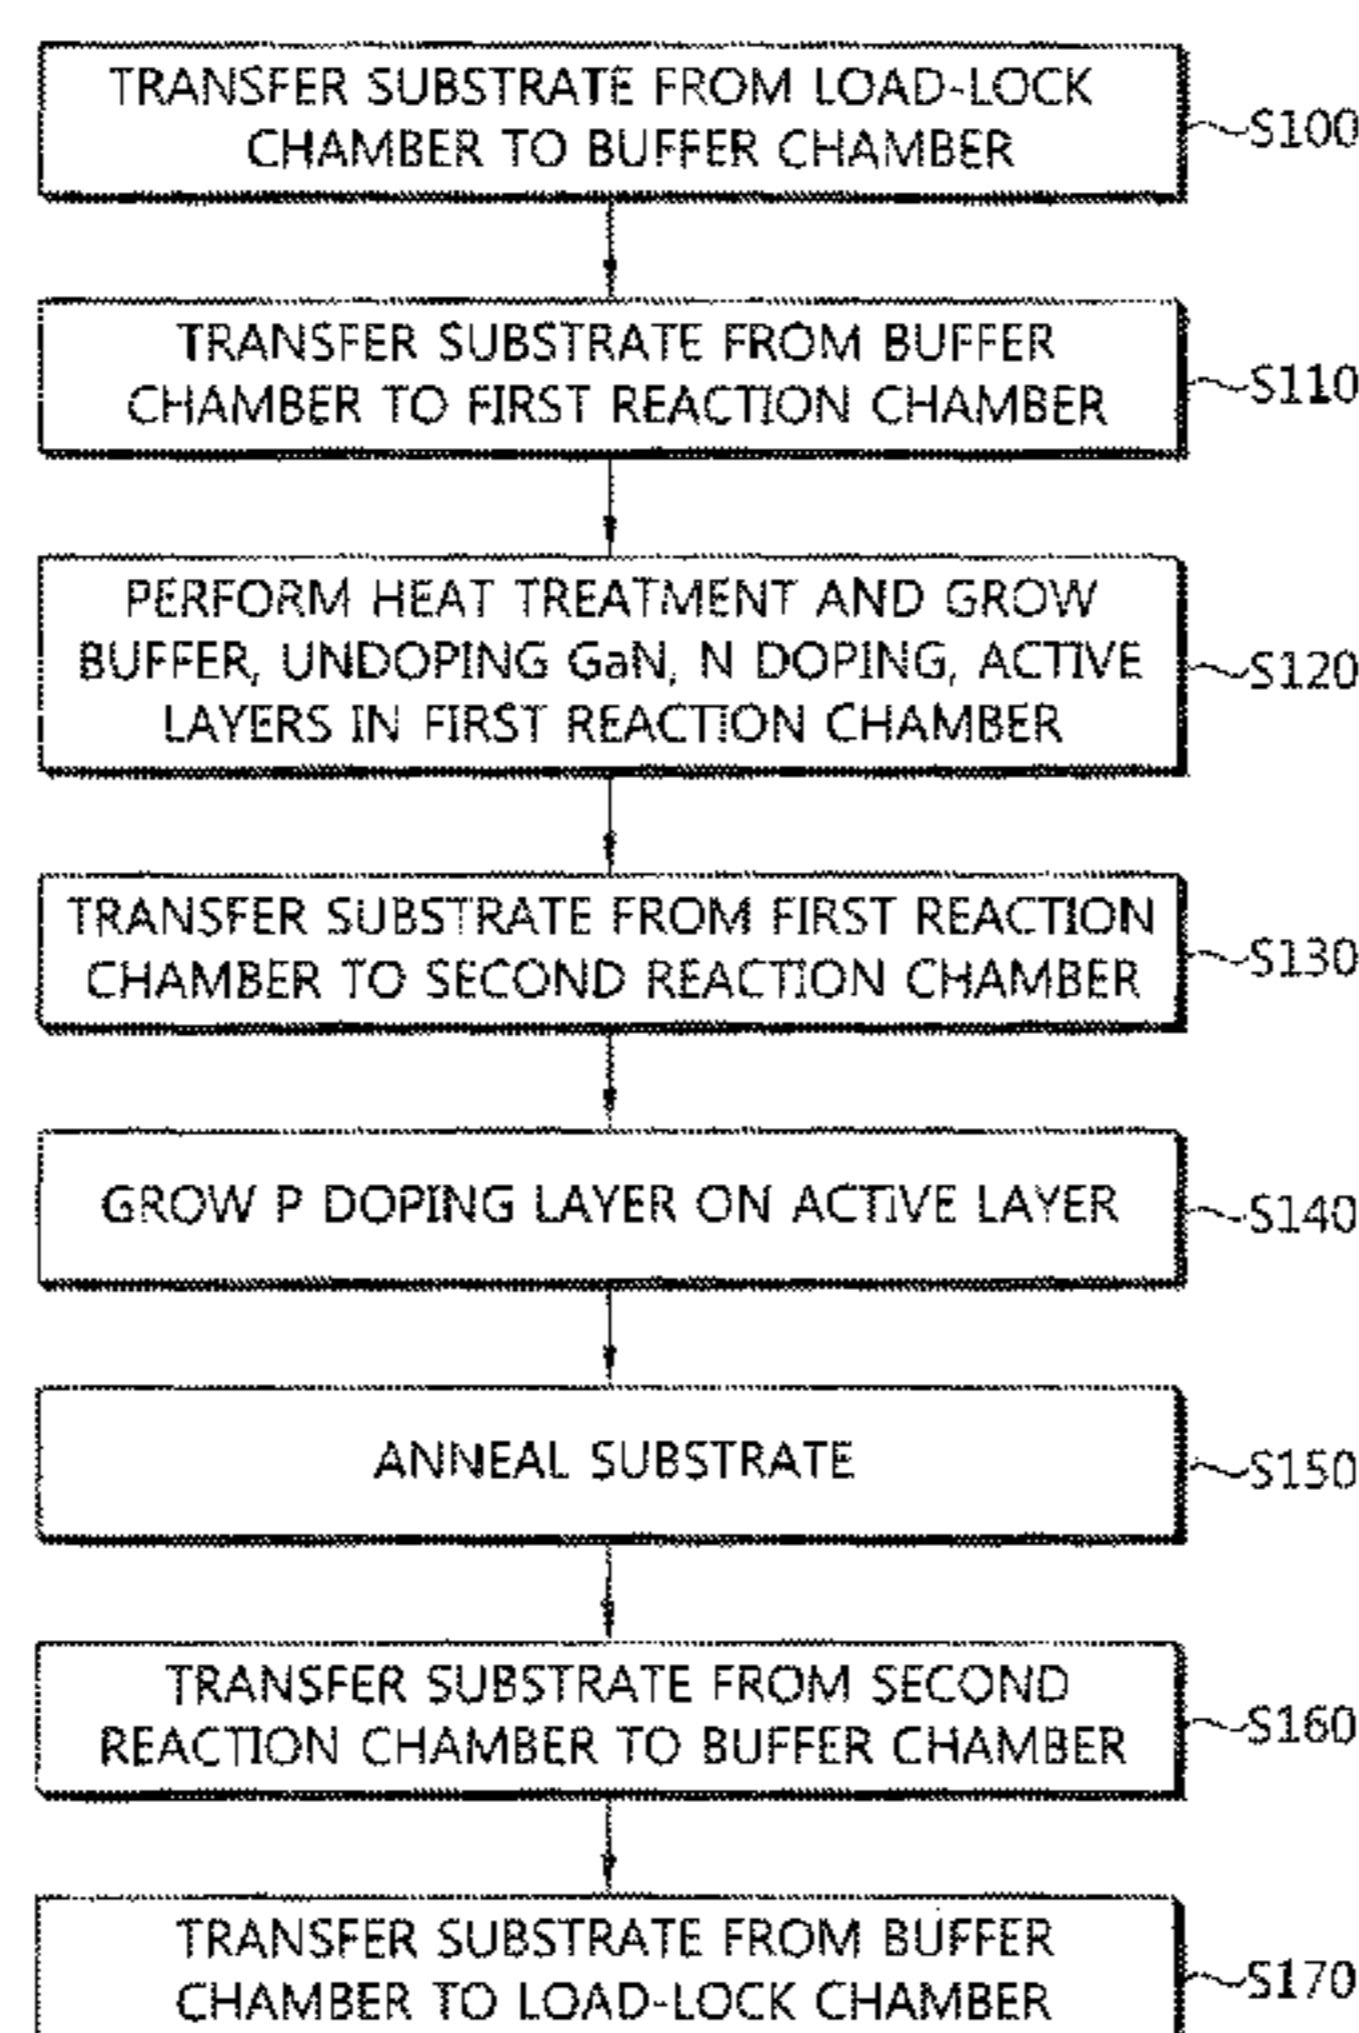 TRANSFER SUBSTRATE FROM LOAD-LOCK
CHAMBER TO BUFFER CHAMBER
S100
TRANSFER SUBSTRATE FROM BUFFER
CHAMBER TO FIRST REACTION CHAMBER
S110
PERFORM HEAT TREATMENT AND GROW
BUFFER, UNDOPING GaN, N DOPING, ACTIVE
LAYERS IN FIRST REACTION CHAMBER
S120
TRANSFER SUBSTRATE FROM FIRST REACTION
CHAMBER TO SECOND REACTION CHAMBER
S130
GROW P DOPING LAYER ON ACTIVE LAYER
S140
ANNEAL SUBSTRATE
S150
TRANSFER SUBSTRATE FROM SECOND
REACTION CHAMBER TO BUFFER CHAMBER
S160
TRANSFER SUBSTRATE FROM BUFFER
CHAMBER TO LOAD-LOCK CHAMBER
S170